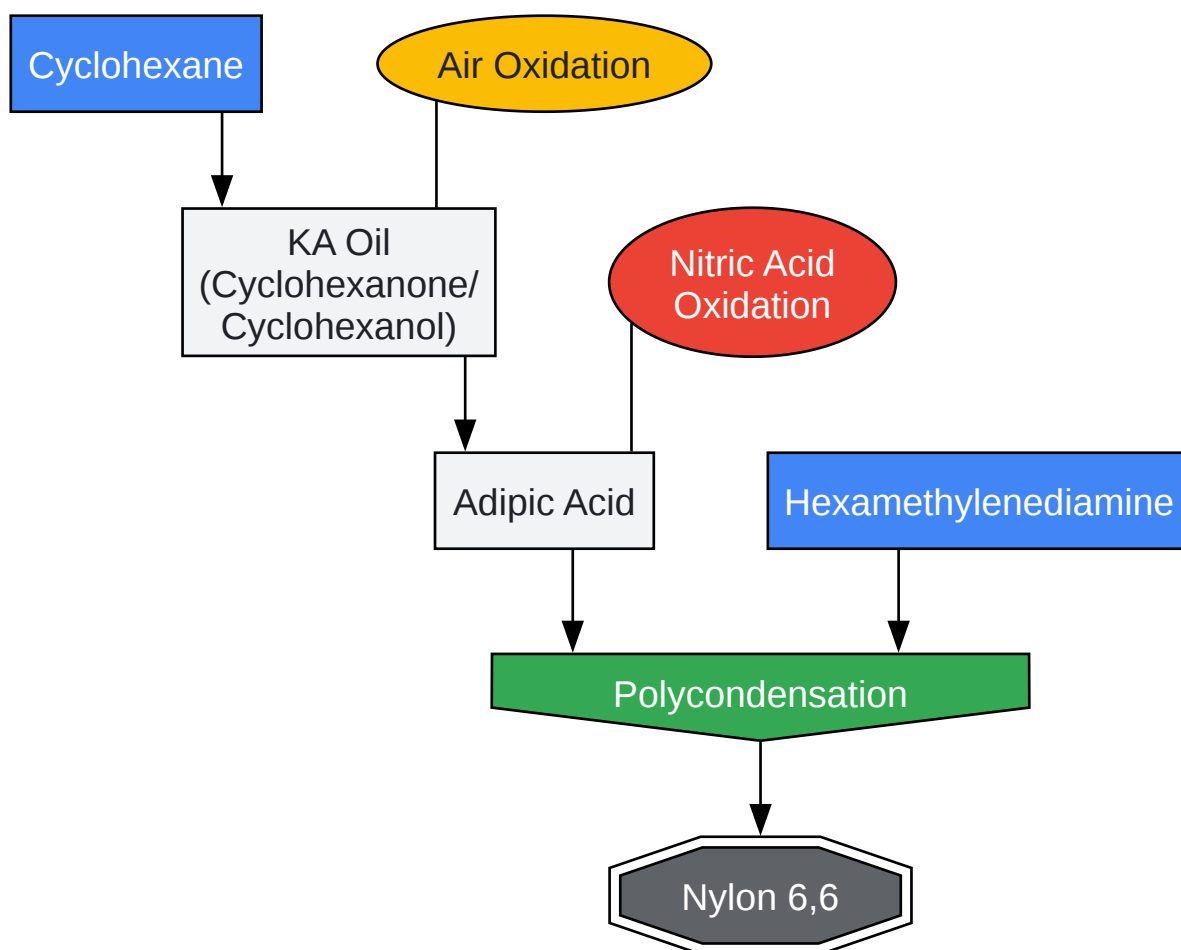 Cyclohexane
Air Oxidation
KA Oil
(Cyclohexanone/
Cyclohexanol)
Nitric Acid
Oxidation
Adipic Acid
Hexamethylenediamine
Polycondensation
Nylon 6,6